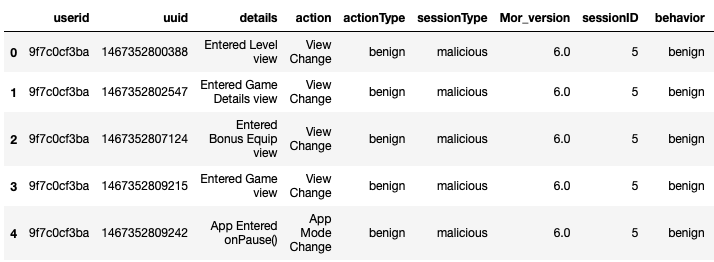 userid uuid details action actionType sessionType Mor_version sessionID behavior
0 9f7c0cf3ba 1467352800388 Entered Level view View Change benign malicious 6.0 5 benign
1 9f7c0cf3ba 1467352802547 Entered Game Details view View Change benign malicious 6.0 5 benign
2 9f7c0cf3ba 1467352807124 Entered Bonus Equip view View Change benign malicious 6.0 5 benign
3 9f7c0cf3ba 1467352809215 Entered Game view View Change benign malicious 6.0 5 benign
4 9f7c0cf3ba 1467352809242 App Entered onPause() App Mode Change benign malicious 6.0 5 benign